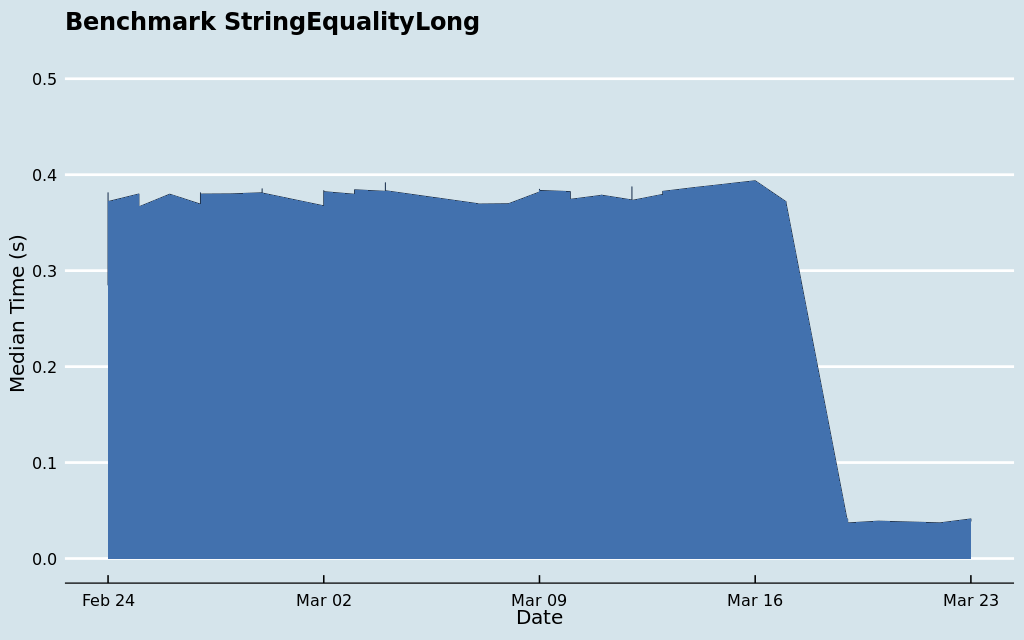 Benchmark StringEqualityLong
Median Time (s)
0.5
0.4
0.3
0.2
0.1
0.0
Feb 24 Mar 02 Mar 09 Mar 16 Mar 23
Date